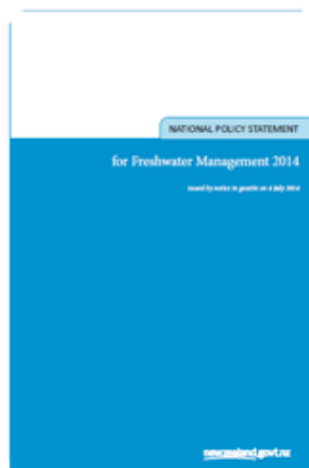 NATIONAL POLICY STATEMENT
for Freshwater Management 2014
Issued by notice in gazette on 4 July 2014
newzealand.govt.nz